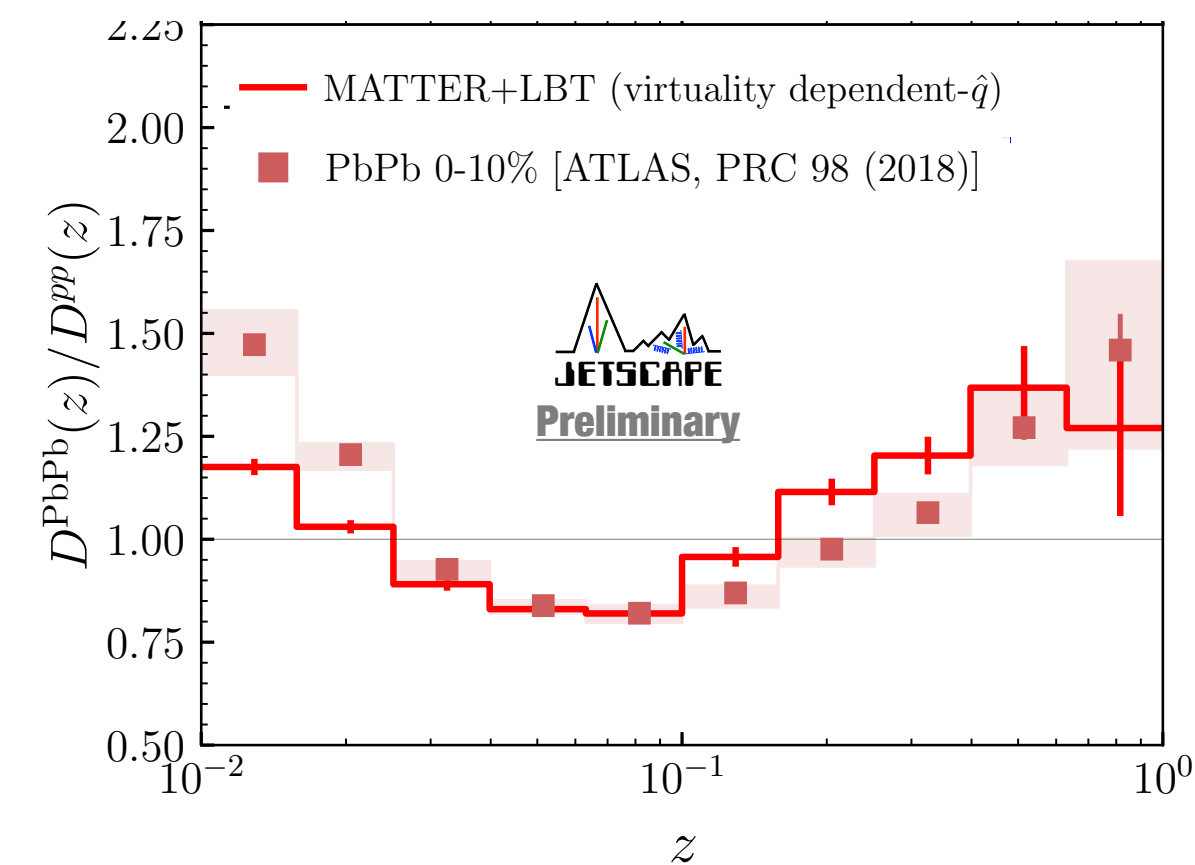 2.25
MATTER+LBT (virtuality dependent-q̂)
2.00
PbPb 0-10% [ATLAS, PRC 98 (2018)]
1.75
D^PbPb(z)/D^pp(z)
1.50
JETSCAPE
Preliminary
1.25
1.00
0.75
0.50
10^−2
10^−1
10^0
z